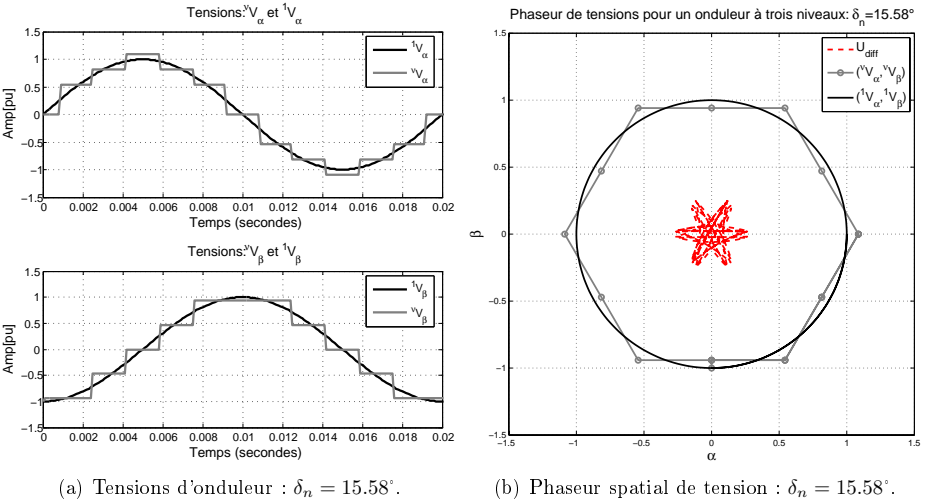 Tensions:ᵛVα et ¹Vα
Amp[pu]
1.5
1
0.5
0
−0.5
−1
−1.5
¹Vα
ᵛVα
0 0.002 0.004 0.006 0.008 0.01 0.012 0.014 0.016 0.018 0.02
Temps (secondes)
Tensions:ᵛVβ et ¹Vβ
Amp[pu]
1.5
1
0.5
0
−0.5
−1
−1.5
¹Vβ
ᵛVβ
0 0.002 0.004 0.006 0.008 0.01 0.012 0.014 0.016 0.018 0.02
Temps (secondes)
(a) Tensions d'onduleur : δn = 15.58°.
Phaseur de tensions pour un onduleur à trois niveaux: δn=15.58°
β
1.5
1
0.5
0
−0.5
−1
−1.5
Udiff
(ᵛVα,ᵛVβ)
(¹Vα,¹Vβ)
−1.5 −1 −0.5 0 0.5 1 1.5
α
(b) Phaseur spatial de tension : δn = 15.58°.